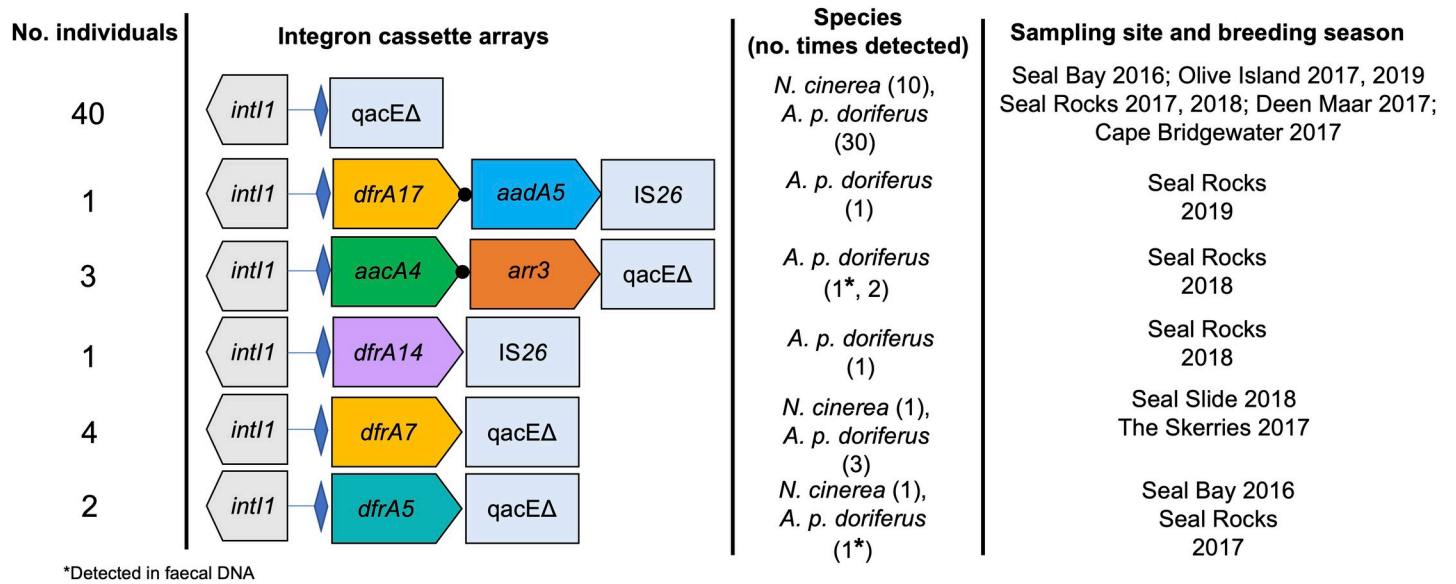 No. individuals
Integron cassette arrays
Species
(no. times detected)
Sampling site and breeding season
40
intI1
qacEΔ
N. cinerea (10),
A. p. doriferus
(30)
Seal Bay 2016; Olive Island 2017, 2019
Seal Rocks 2017, 2018; Deen Maar 2017;
Cape Bridgewater 2017
1
intI1
dfrA17
aadA5
IS26
A. p. doriferus
(1)
Seal Rocks
2019
3
intI1
aacA4
arr3
qacEΔ
A. p. doriferus
(1*, 2)
Seal Rocks
2018
1
intI1
dfrA14
IS26
A. p. doriferus
(1)
Seal Rocks
2018
4
intI1
dfrA7
qacEΔ
N. cinerea (1),
A. p. doriferus
(3)
Seal Slide 2018
The Skerries 2017
2
intI1
dfrA5
qacEΔ
N. cinerea (1),
A. p. doriferus
(1*)
Seal Bay 2016
Seal Rocks
2017
*Detected in faecal DNA